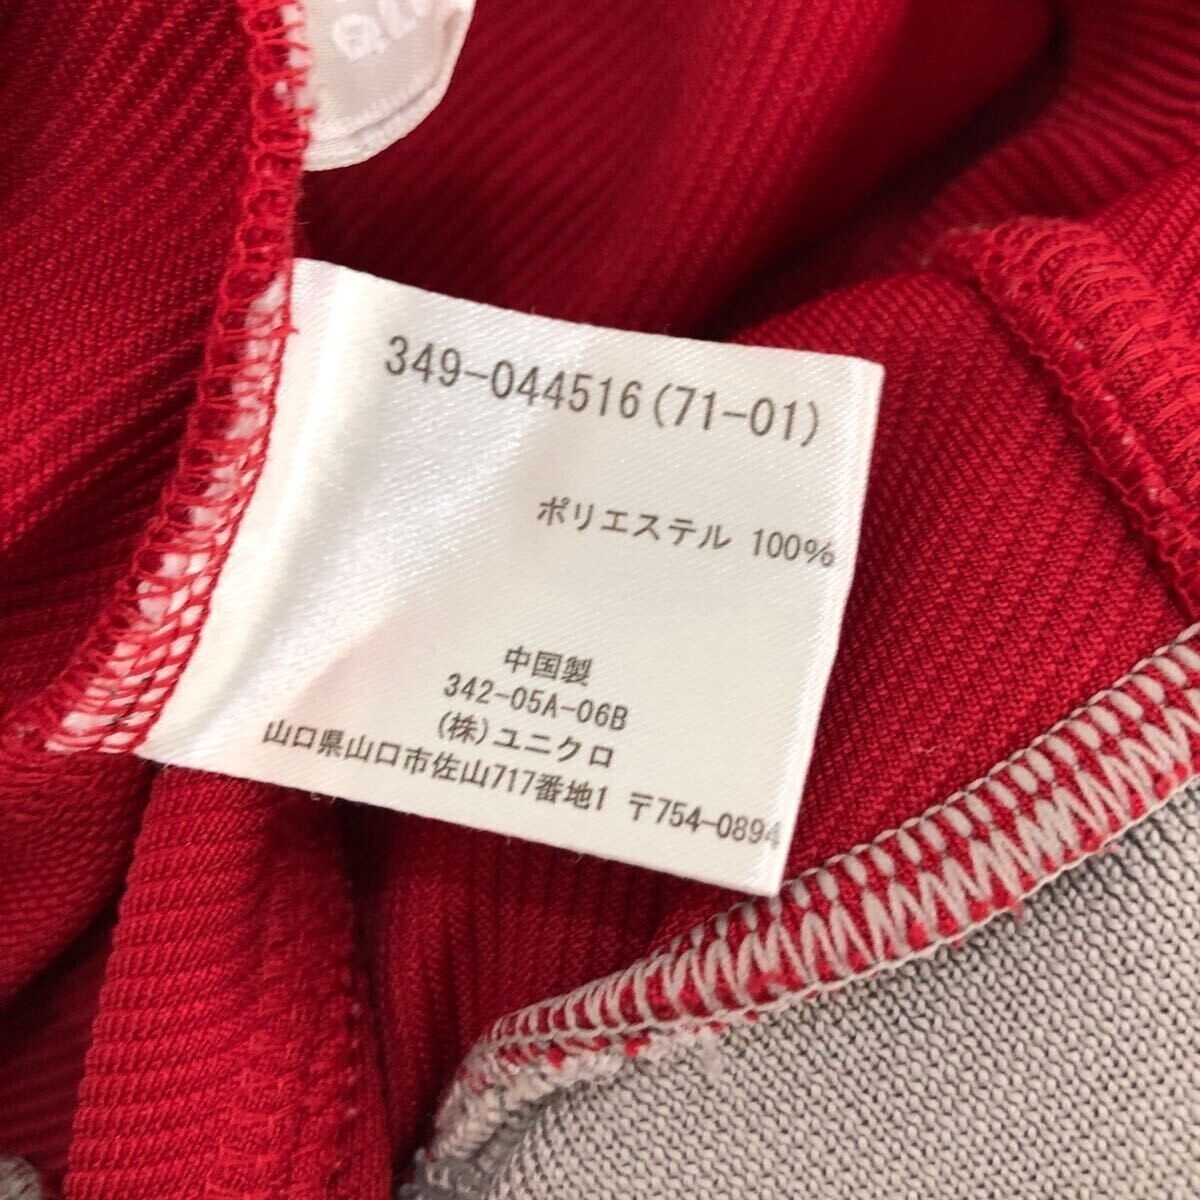 349-044516(71-01)
ポリエステル 100%
中国製
342-05A-06B
(株)ユニクロ
山口県山口市佐山717番地1 〒754-0894